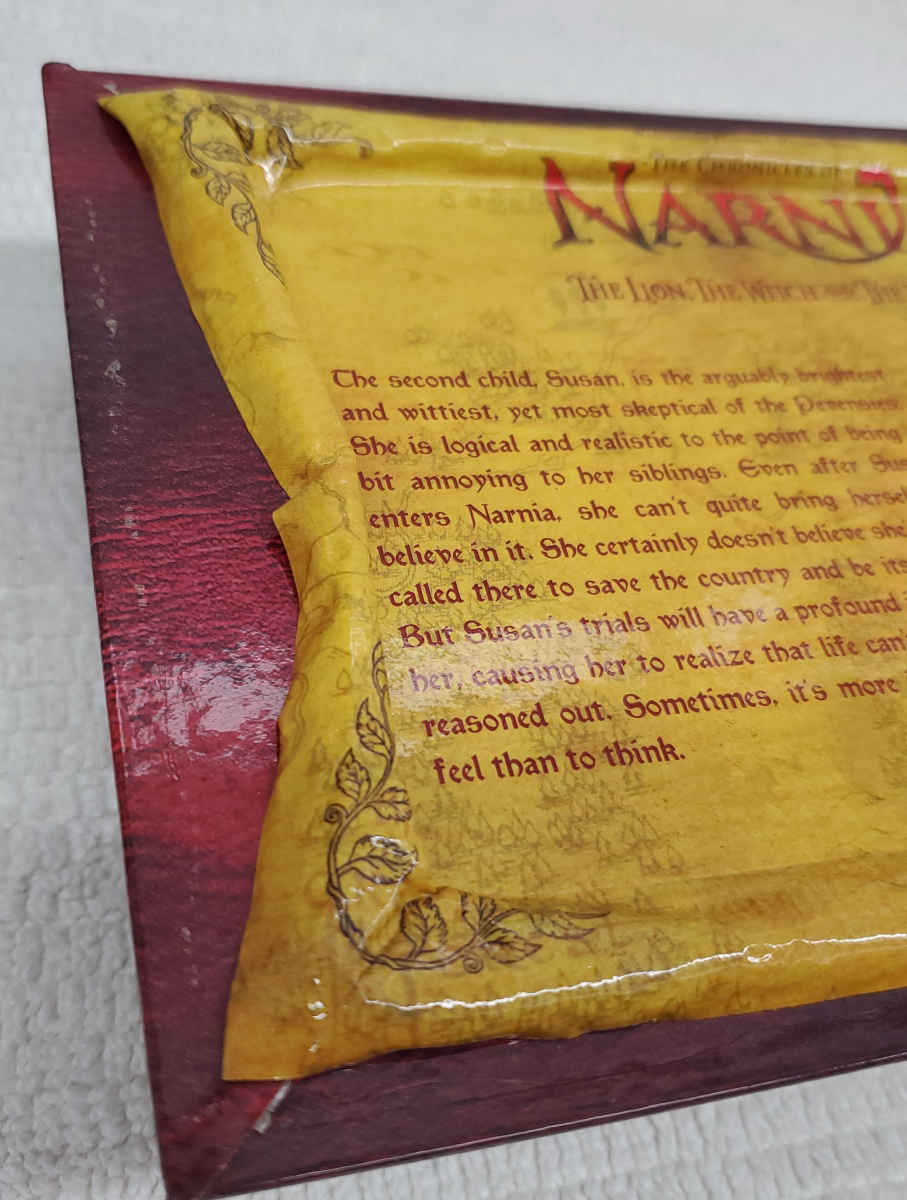 THE CHRONICLES OF
NARNI
THE LION, THE WITCH AND THE
The second child, Susan, is the arguably brightest
and wittiest, yet most skeptical of the Pevensies.
She is logical and realistic to the point of being
bit annoying to her siblings. Even after Sus
enters Narnia, she can't quite bring hersel
believe in it. She certainly doesn't believe she
called there to save the country and be its
But Susan's trials will have a profound
her, causing her to realize that life can
reasoned out. Sometimes, it's more
feel than to think.